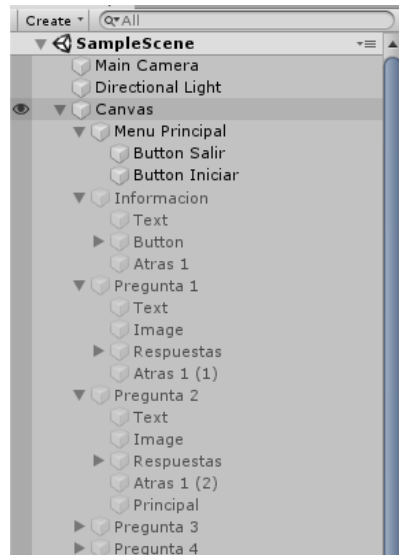 Create
All
SampleScene
Main Camera
Directional Light
Canvas
Menu Principal
Button Salir
Button Iniciar
Informacion
Text
Button
Atras 1
Pregunta 1
Text
Image
Respuestas
Atras 1 (1)
Pregunta 2
Text
Image
Respuestas
Atras 1 (2)
Principal
Pregunta 3
Pregunta 4